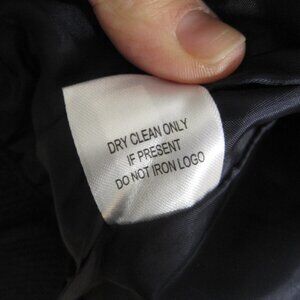 DRY CLEAN ONLY
IF PRESENT
DO NOT IRON LOGO